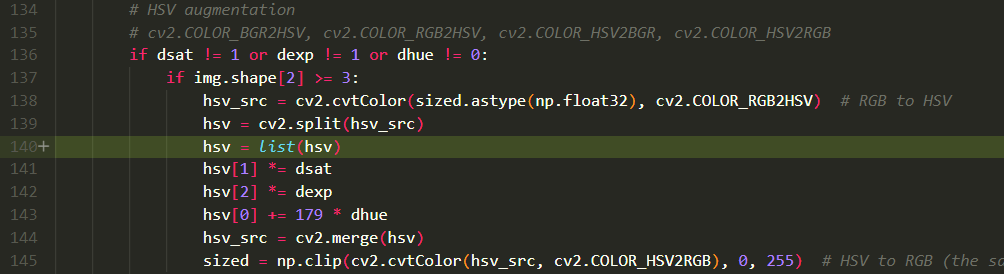 134 # HSV augmentation
135 # cv2.COLOR_BGR2HSV, cv2.COLOR_RGB2HSV, cv2.COLOR_HSV2BGR, cv2.COLOR_HSV2RGB
136 if dsat != 1 or dexp != 1 or dhue != 0:
137 if img.shape[2] >= 3:
138 hsv_src = cv2.cvtColor(sized.astype(np.float32), cv2.COLOR_RGB2HSV)  # RGB to HSV
139 hsv = cv2.split(hsv_src)
140+ hsv = list(hsv)
141 hsv[1] *= dsat
142 hsv[2] *= dexp
143 hsv[0] += 179 * dhue
144 hsv_src = cv2.merge(hsv)
145 sized = np.clip(cv2.cvtColor(hsv_src, cv2.COLOR_HSV2RGB), 0, 255)  # HSV to RGB (the